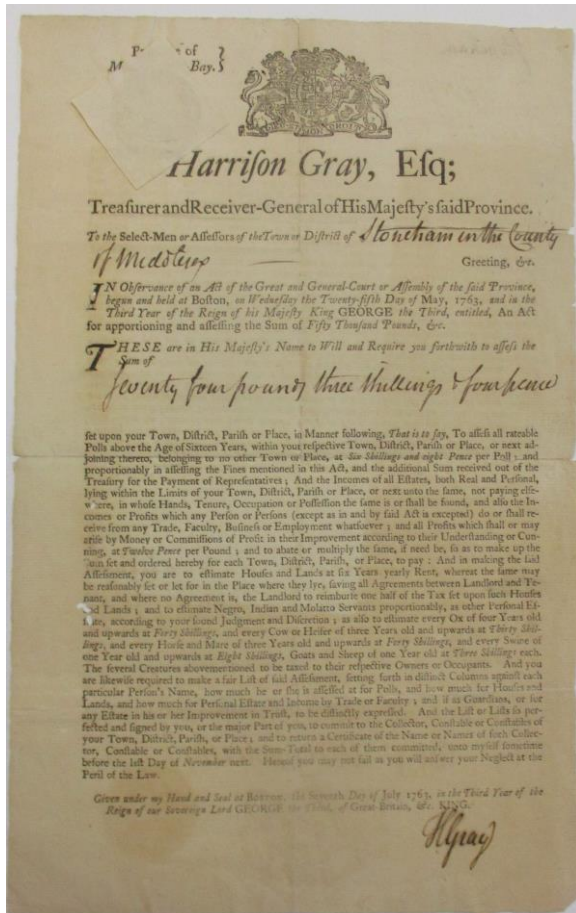 P of
M Bay.
Harriſon Gray, Eſq;
Treaſurer and Receiver-General of His Majeſty's ſaid Province.
To the Select-Men or Aſſeſſors of the Town or Diſtrict of Stoneham in the County
of Middleſex Greeting, &c.
IN Obſervance of an Act of the Great and General-Court or Aſſembly of the ſaid Province,
begun and held at Boſton, on Wedneſday the Twenty-fifth Day of May, 1763, and in the
Third Year of the Reign of his Majeſty King GEORGE the Third, entitled, An Act
for apportioning and aſſeſſing the Sum of Fifty Thouſand Pounds, &c.
THESE are in His Majeſty's Name to Will and Require you forthwith to aſſeſs the
Sum of
Seventy four pounds three Shillings & four pence
ſet upon your Town, Diſtrict, Pariſh or Place, in Manner following, That is to ſay, To aſſeſs all rateable
Polls above the Age of Sixteen Years, within your reſpective Town, Diſtrict, Pariſh or Place, or next ad-
joining thereto, belonging to no other Town or Place, at Six Shillings and eight Pence per Poll; and
proportionably in aſſeſſing the Fines mentioned in this Act, and the additional Sum received out of the
Treaſury for the Payment of Repreſentatives; And the Incomes of all Eſtates, both Real and Perſonal,
lying within the Limits of your Town, Diſtrict, Pariſh or Place, or next unto the ſame, not paying elſe-
where, in whoſe Hands, Tenure, Occupation or Poſſeſſion the ſame is or ſhall be found, and alſo the In-
comes or Profits which any Perſon or Perſons (except as in and by ſaid Act is excepted) do or ſhall re-
ceive from any Trade, Faculty, Buſineſs or Employment whatſoever; and all Profits which ſhall or may
ariſe by Money or Commiſſions of Profit in their Improvement according to their Underſtanding or Cun-
ning, at Twelve Pence per Pound; and to abate or multiply the ſame, if need be, ſo as to make up the
Sum ſet and ordered hereby for each Town, Diſtrict, Pariſh, or Place, to pay: And in making the ſaid
Aſſeſſment, you are to eſtimate Houſes and Lands at ſix Years yearly Rent, whereat the ſame may
be reaſonably ſet or let for in the Place where they lye, ſaving all Agreements between Landlord and Te-
nant, and where no Agreement is, the Landlord to reimburſe one half of the Tax ſet upon ſuch Houſes
and Lands; and to eſtimate Negro, Indian and Molatto Servants proportionably, as other Perſonal Eſ-
tate, according to your ſound Judgment and Diſcretion; as alſo to eſtimate every Ox of four Years old
and upwards at Forty Shillings, and every Cow or Heifer of three Years old and upwards at Thirty Shil-
lings, and every Horſe and Mare of three Years old and upwards at Forty Shillings, and every Swine of
one Year old and upwards at Eight Shillings, Goats and Sheep of one Year old at Three Shillings each.
The ſeveral Creatures abovementioned to be taxed to their reſpective Owners or Occupants. And you
are likewiſe required to make a fair Liſt of ſaid Aſſeſſment, ſetting forth in diſtinct Columns againſt each
particular Perſon's Name, how much he or ſhe is aſſeſſed at for Polls, and how much for Houſes and
Lands, and how much for Perſonal Eſtate and Income by Trade or Faculty; and if as Guardian, or for
any Eſtate in his or her Improvement in Truſt, to be diſtinctly expreſſed. And the Liſt or Liſts ſo per-
fected and ſigned by you, or the major Part of you, to commit to the Collector, Conſtable or Conſtables of
your Town, Diſtrict, Pariſh, or Place; and to return a Certificate of the Name or Names of ſuch Collec-
tor, Conſtable or Conſtables, with the Sum-Total to each of them committed, unto myſelf ſometime
before the laſt Day of November next. Hereof you may not fail as you will anſwer your Neglect at the
Peril of the Law.
Given under my Hand and Seal at Boſton, the Seventh Day of July 1763, in the Third Year of the
Reign of our Sovereign Lord GEORGE the Third, of Great-Britain, &c. KING.
HGray